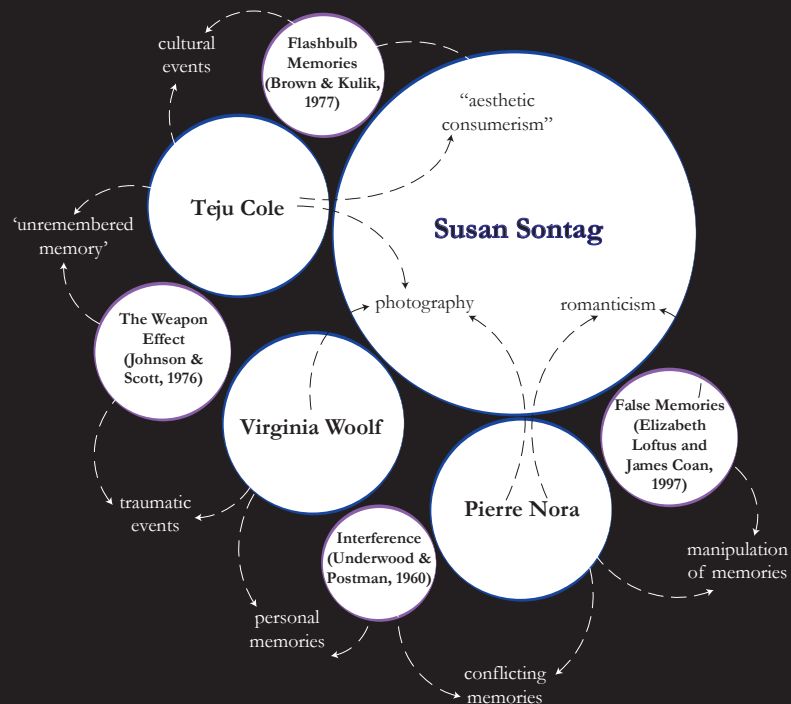 cultural
events
Flashbulb
Memories
(Brown & Kulik,
1977)
“aesthetic
consumerism”
Teju Cole
Susan Sontag
‘unremembered
memory’
photography
romanticism
The Weapon
Effect
(Johnson &
Scott, 1976)
Virginia Woolf
False Memories
(Elizabeth
Loftus and
James Coan,
1997)
traumatic
events
Pierre Nora
Interference
(Underwood &
Postman, 1960)
manipulation
of memories
personal
memories
conflicting
memories